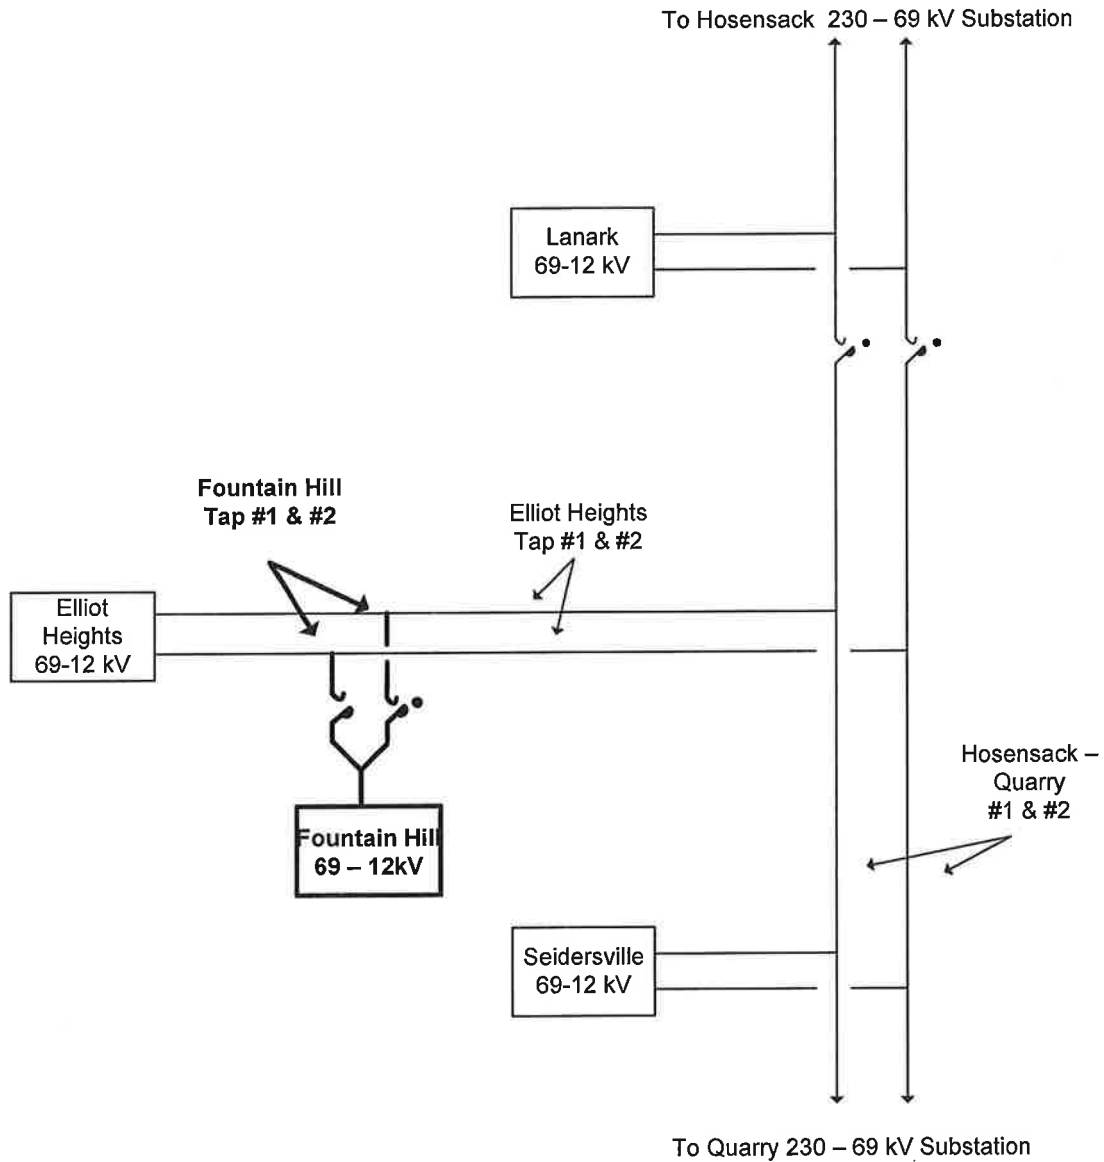 To Hosensack 230 – 69 kV Substation
Lanark
69-12 kV
Fountain Hill
Tap #1 & #2
Elliot Heights
Tap #1 & #2
Elliot
Heights
69-12 kV
Hosensack –
Quarry
#1 & #2
Fountain Hill
69 – 12kV
Seidersville
69-12 kV
To Quarry 230 – 69 kV Substation